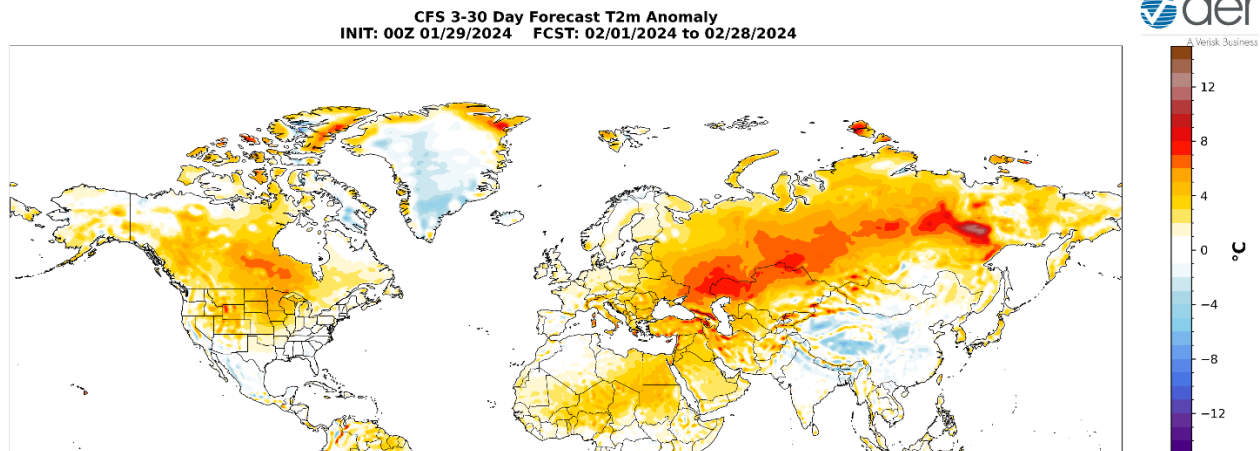 CFS 3-30 Day Forecast T2m Anomaly
INIT: 00Z 01/29/2024 FCST: 02/01/2024 to 02/28/2024
aer
A Verisk Business
12
8
4
0
−4
−8
−12
°C